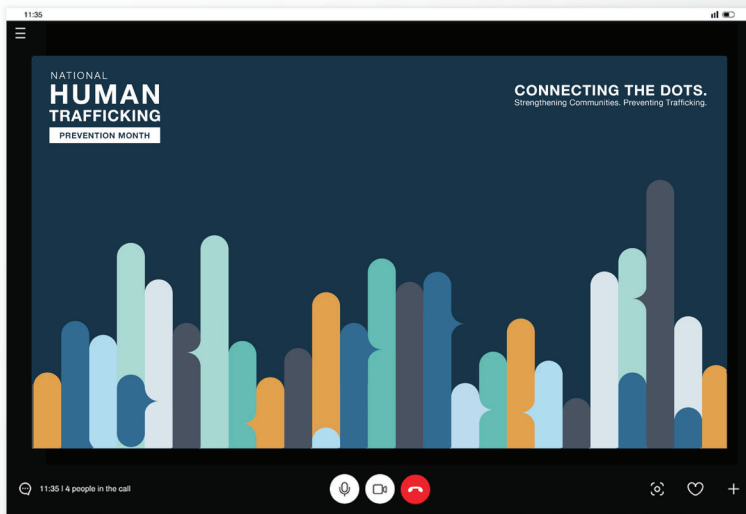 11:35
NATIONAL
HUMAN
TRAFFICKING
PREVENTION MONTH
CONNECTING THE DOTS.
Strengthening Communities. Preventing Trafficking.
11:35 | 4 people in the call